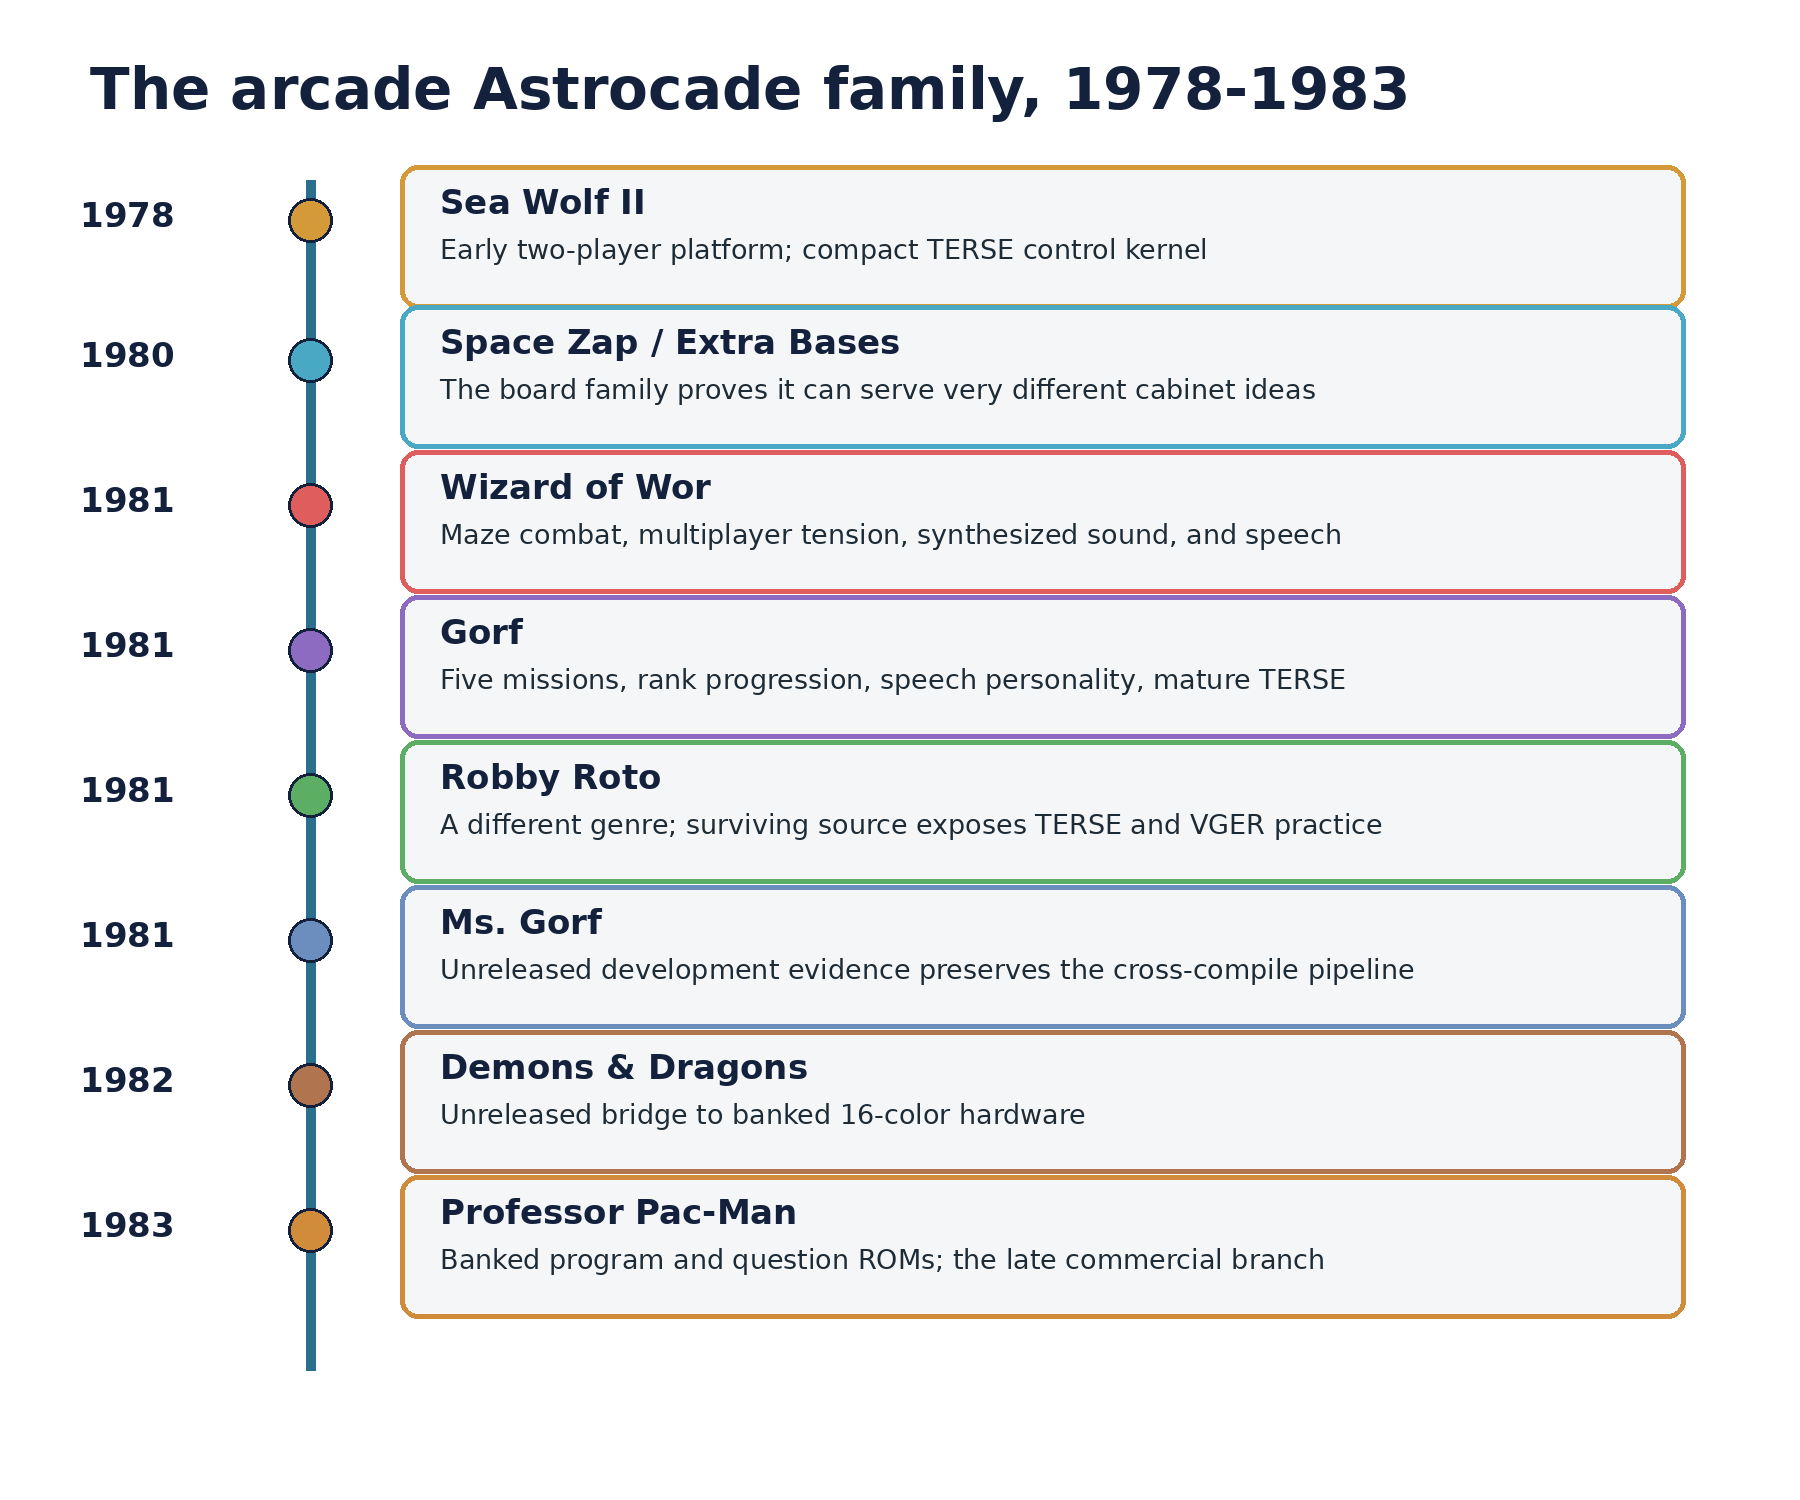 The arcade Astrocade family, 1978-1983
1978
Sea Wolf II
Early two-player platform; compact TERSE control kernel
1980
Space Zap / Extra Bases
The board family proves it can serve very different cabinet ideas
1981
Wizard of Wor
Maze combat, multiplayer tension, synthesized sound, and speech
1981
Gorf
Five missions, rank progression, speech personality, mature TERSE
1981
Robby Roto
A different genre; surviving source exposes TERSE and VGER practice
1981
Ms. Gorf
Unreleased development evidence preserves the cross-compile pipeline
1982
Demons & Dragons
Unreleased bridge to banked 16-color hardware
1983
Professor Pac-Man
Banked program and question ROMs; the late commercial branch